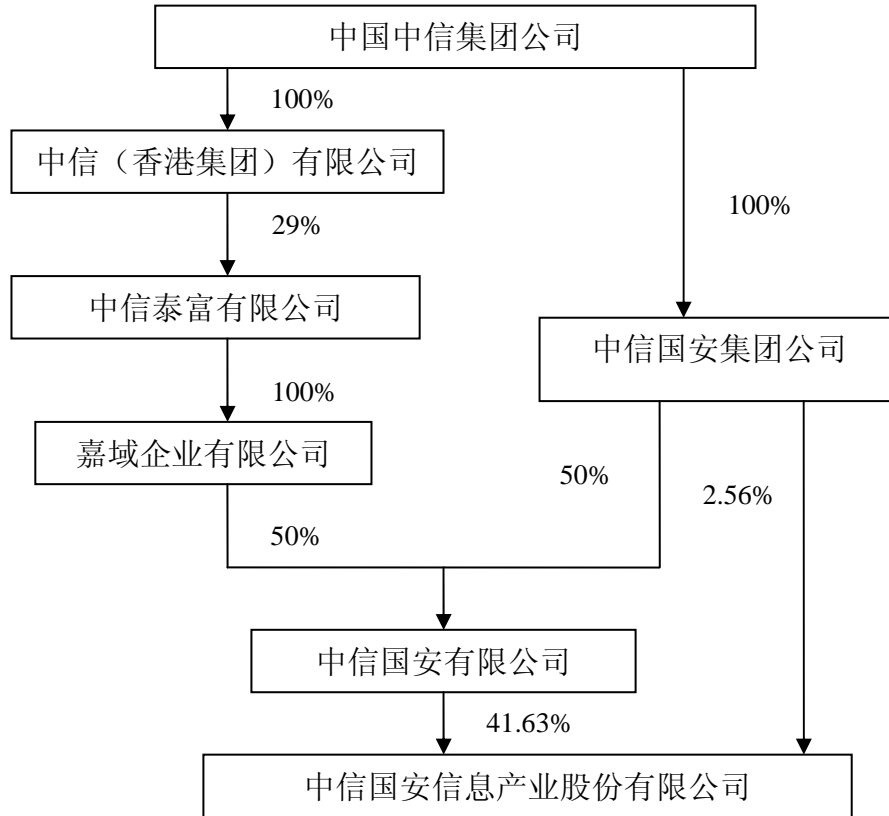 中国中信集团公司
100%
中信（香港集团）有限公司
29%
100%
中信泰富有限公司
中信国安集团公司
100%
嘉域企业有限公司
50%
2.56%
50%
中信国安有限公司
41.63%
中信国安信息产业股份有限公司